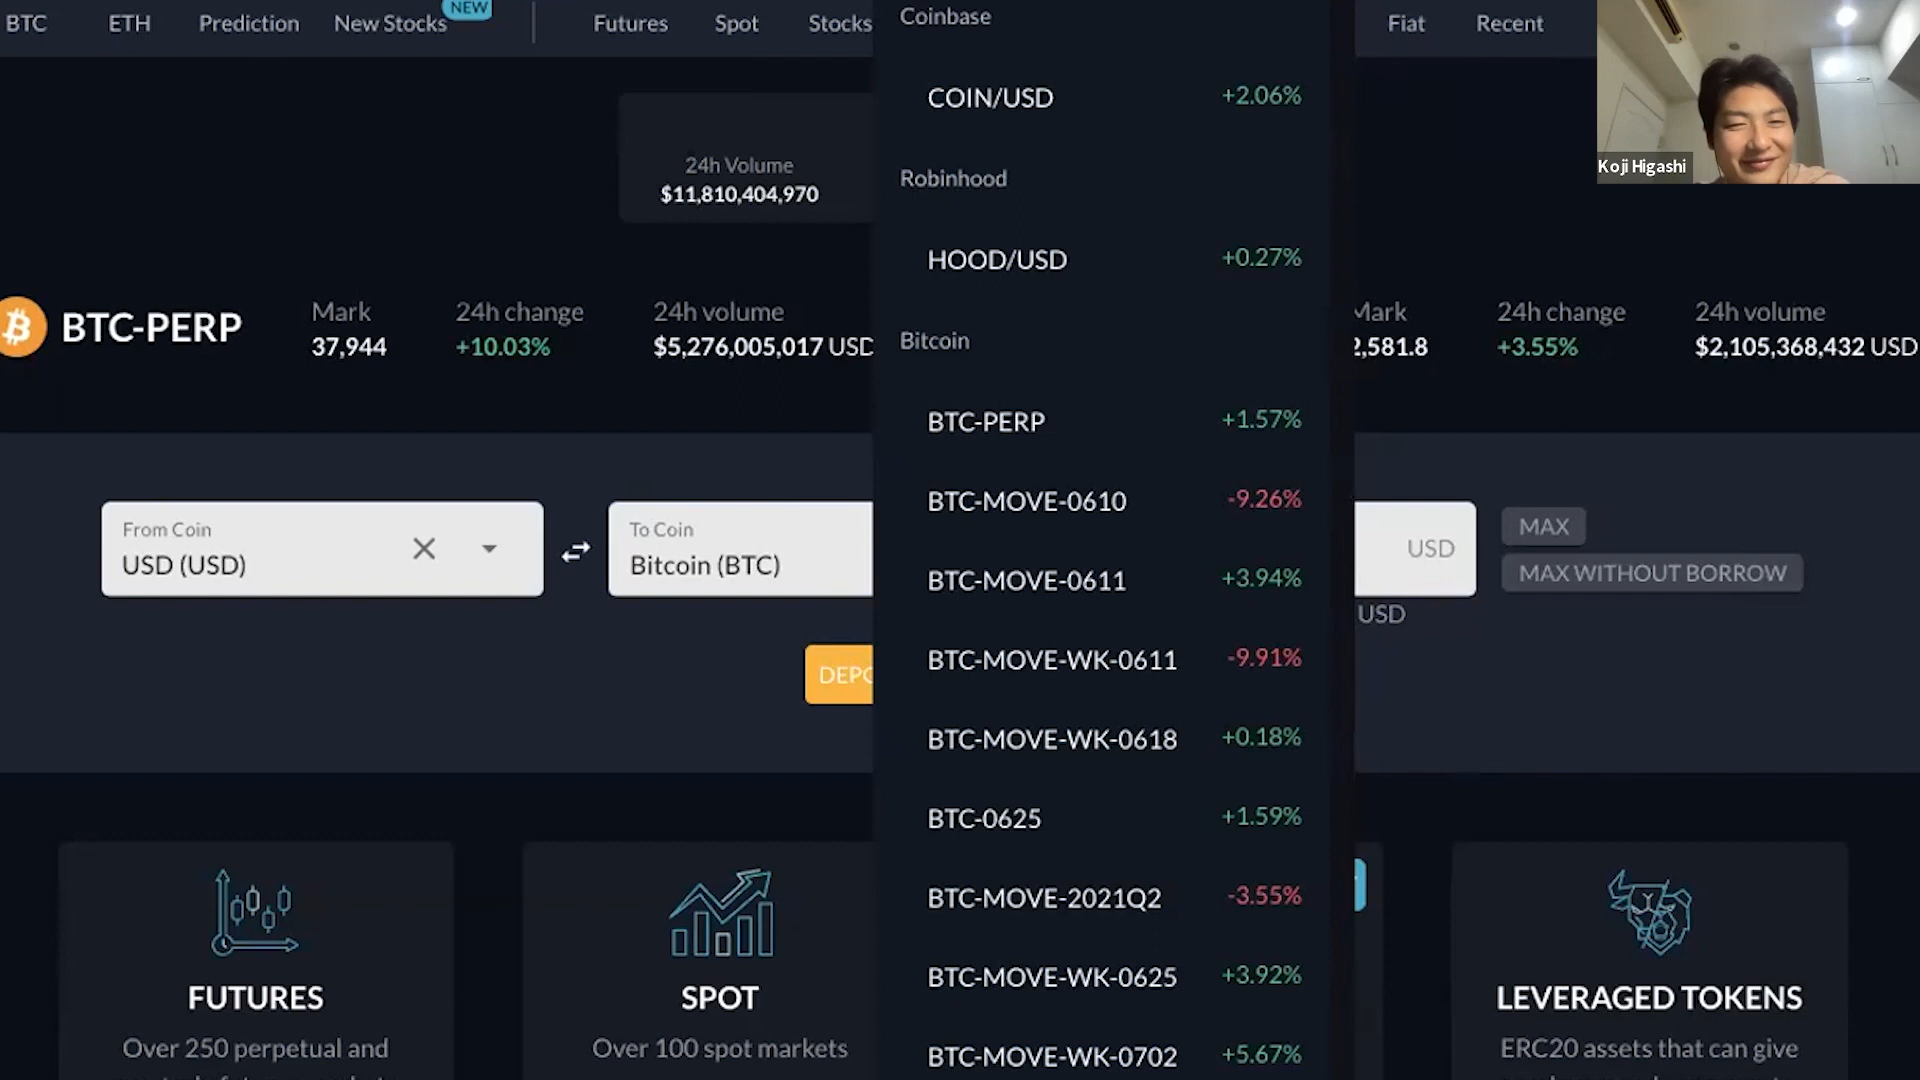 BTC ETH Prediction New Stocks NEW Futures Spot Stocks Fiat Recent
Koji Higashi
24h Volume
$11,810,404,970
BTC-PERP
Mark 24h change 24h volume
37,944 +10.03% $5,276,005,017 USD
24h change 24h volume
+3.55% $2,105,368,432 USD
From Coin
USD (USD)
To Coin
Bitcoin (BTC)
USD
MAX
MAX WITHOUT BORROW
USD
Coinbase
COIN/USD +2.06%
Robinhood
HOOD/USD +0.27%
Bitcoin
BTC-PERP +1.57%
BTC-MOVE-0610 -9.26%
BTC-MOVE-0611 +3.94%
BTC-MOVE-WK-0611 -9.91%
BTC-MOVE-WK-0618 +0.18%
BTC-0625 +1.59%
BTC-MOVE-2021Q2 -3.55%
BTC-MOVE-WK-0625 +3.92%
BTC-MOVE-WK-0702 +5.67%
FUTURES
Over 250 perpetual and
SPOT
Over 100 spot markets
LEVERAGED TOKENS
ERC20 assets that can give